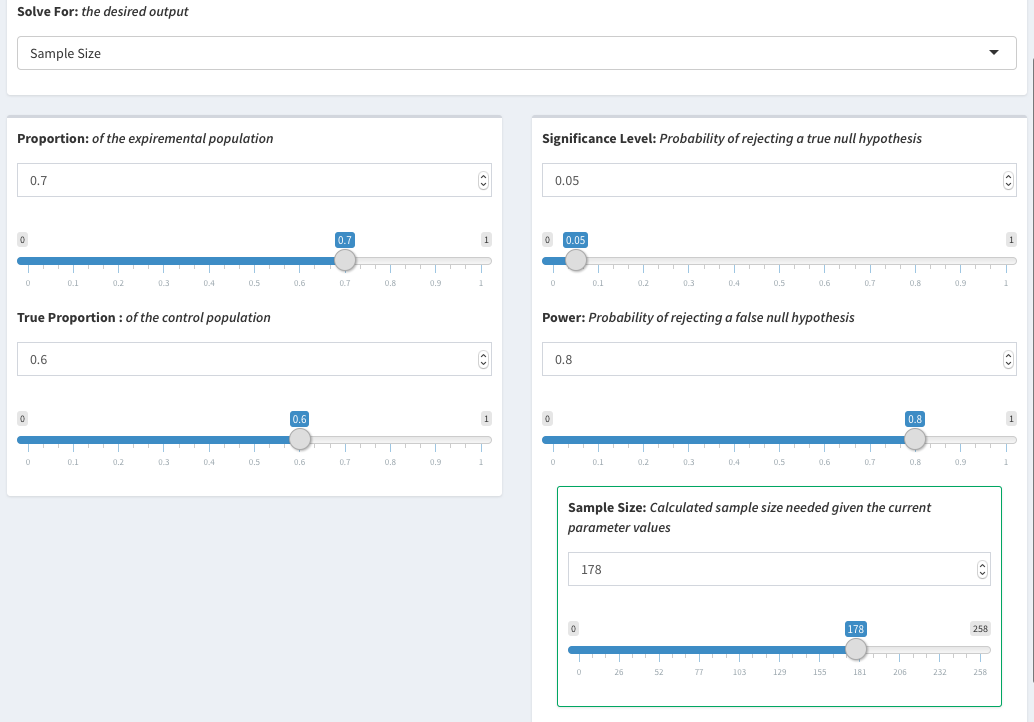 Solve For: the desired output
Sample Size
Proportion: of the expiremental population
0.7
0 0.7 1
0 0.1 0.2 0.3 0.4 0.5 0.6 0.7 0.8 0.9 1
True Proportion : of the control population
0.6
0 0.6 1
0 0.1 0.2 0.3 0.4 0.5 0.6 0.7 0.8 0.9 1
Significance Level: Probability of rejecting a true null hypothesis
0.05
0 0.05 1
0 0.1 0.2 0.3 0.4 0.5 0.6 0.7 0.8 0.9 1
Power: Probability of rejecting a false null hypothesis
0.8
0 0.8 1
0 0.1 0.2 0.3 0.4 0.5 0.6 0.7 0.8 0.9 1
Sample Size: Calculated sample size needed given the current
parameter values
178
0 178 258
0 26 52 77 103 129 155 181 206 232 258